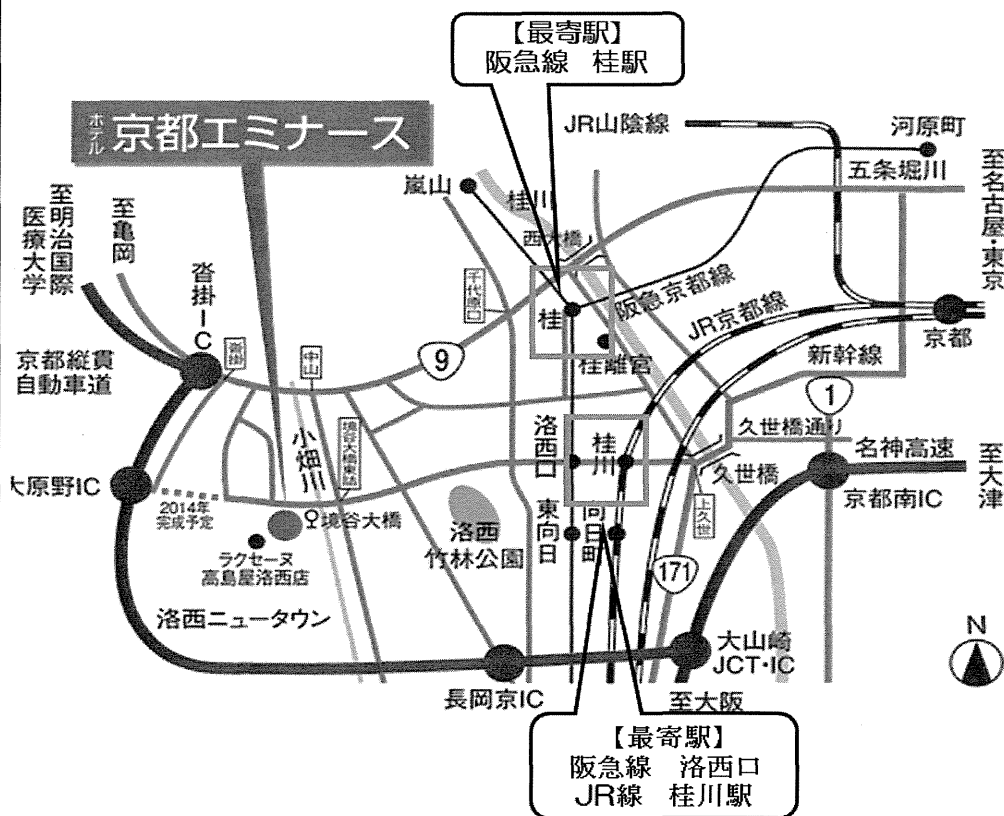 【最寄駅】
阪急線 桂駅
ホテル 京都エミナース
JR山陰線
河原町
五条堀川
至名古屋・東京
嵐山
桂川
西大橋
至明治国際
医療大学
至亀岡
沓掛IC
沓掛
中山
千代原口
京都縦貫
自動車道
9
桂
阪急京都線
JR京都線
桂離宮
京都
新幹線
1
久世橋通り
名神高速
至大津
久世橋
京都南IC
上久世
洛西口
桂川
小畑川
境谷大橋東詰
大原野IC
2014年
完成予定
境谷大橋
ラクセーヌ
高島屋洛西店
洛西
竹林公園
東向日
向日町
171
洛西ニュータウン
大山崎
JCT・IC
長岡京IC
至大阪
N
【最寄駅】
阪急線 洛西口
JR線 桂川駅